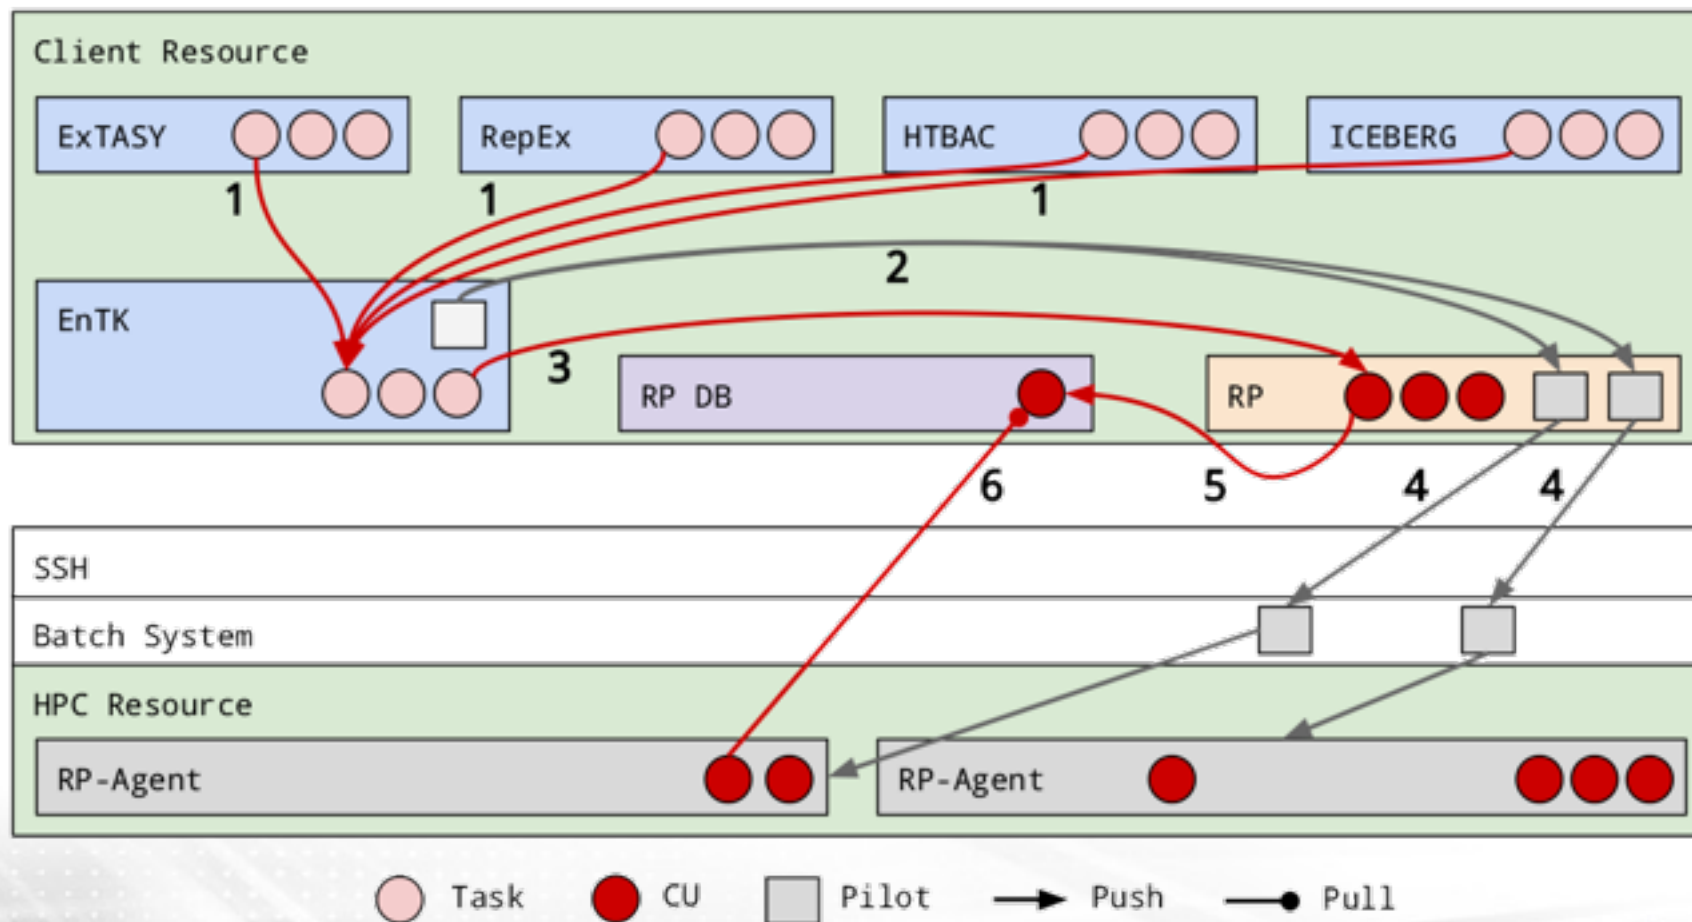 Client Resource
ExTASY
RepEx
HTBAC
ICEBERG
1
1
1
2
EnTK
3
RP DB
RP
6
5
4
4
SSH
Batch System
HPC Resource
RP-Agent
RP-Agent
Task
CU
Pilot
Push
Pull